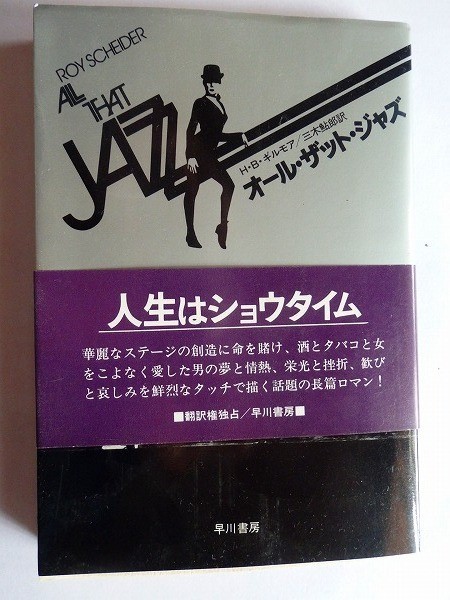 ROY SCHEIDER
ALL
THAT
JAZZ
H・B・ギルモア/三木鮎郎訳
オール・ザット・ジャズ
人生はショウタイム
華麗なステージの創造に命を賭け、酒とタバコと女
をこよなく愛した男の夢と情熱、栄光と挫折、歓び
と哀しみを鮮烈なタッチで描く話題の長篇ロマン!
■翻訳権独占/早川書房■
早川書房